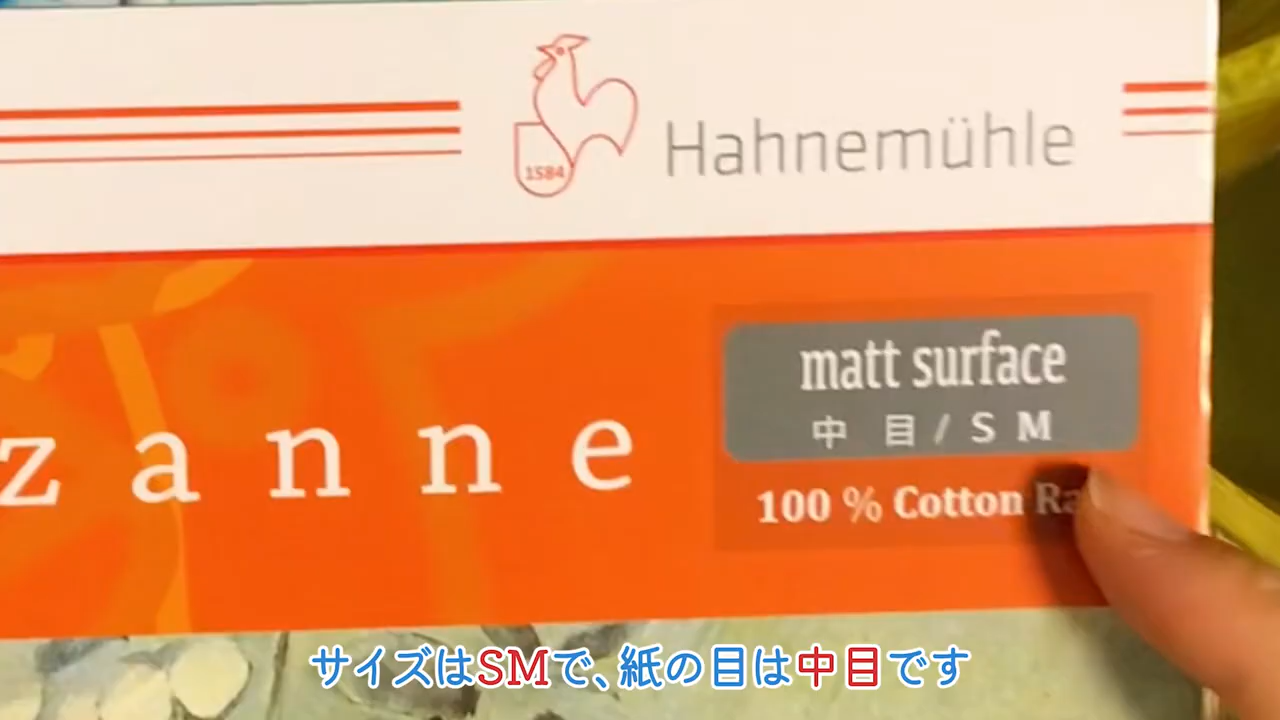 1584
Hahnemühle
zanne
matt surface
中 目 / S M
100 % Cotton
サイズはSMで、紙の目は中目です